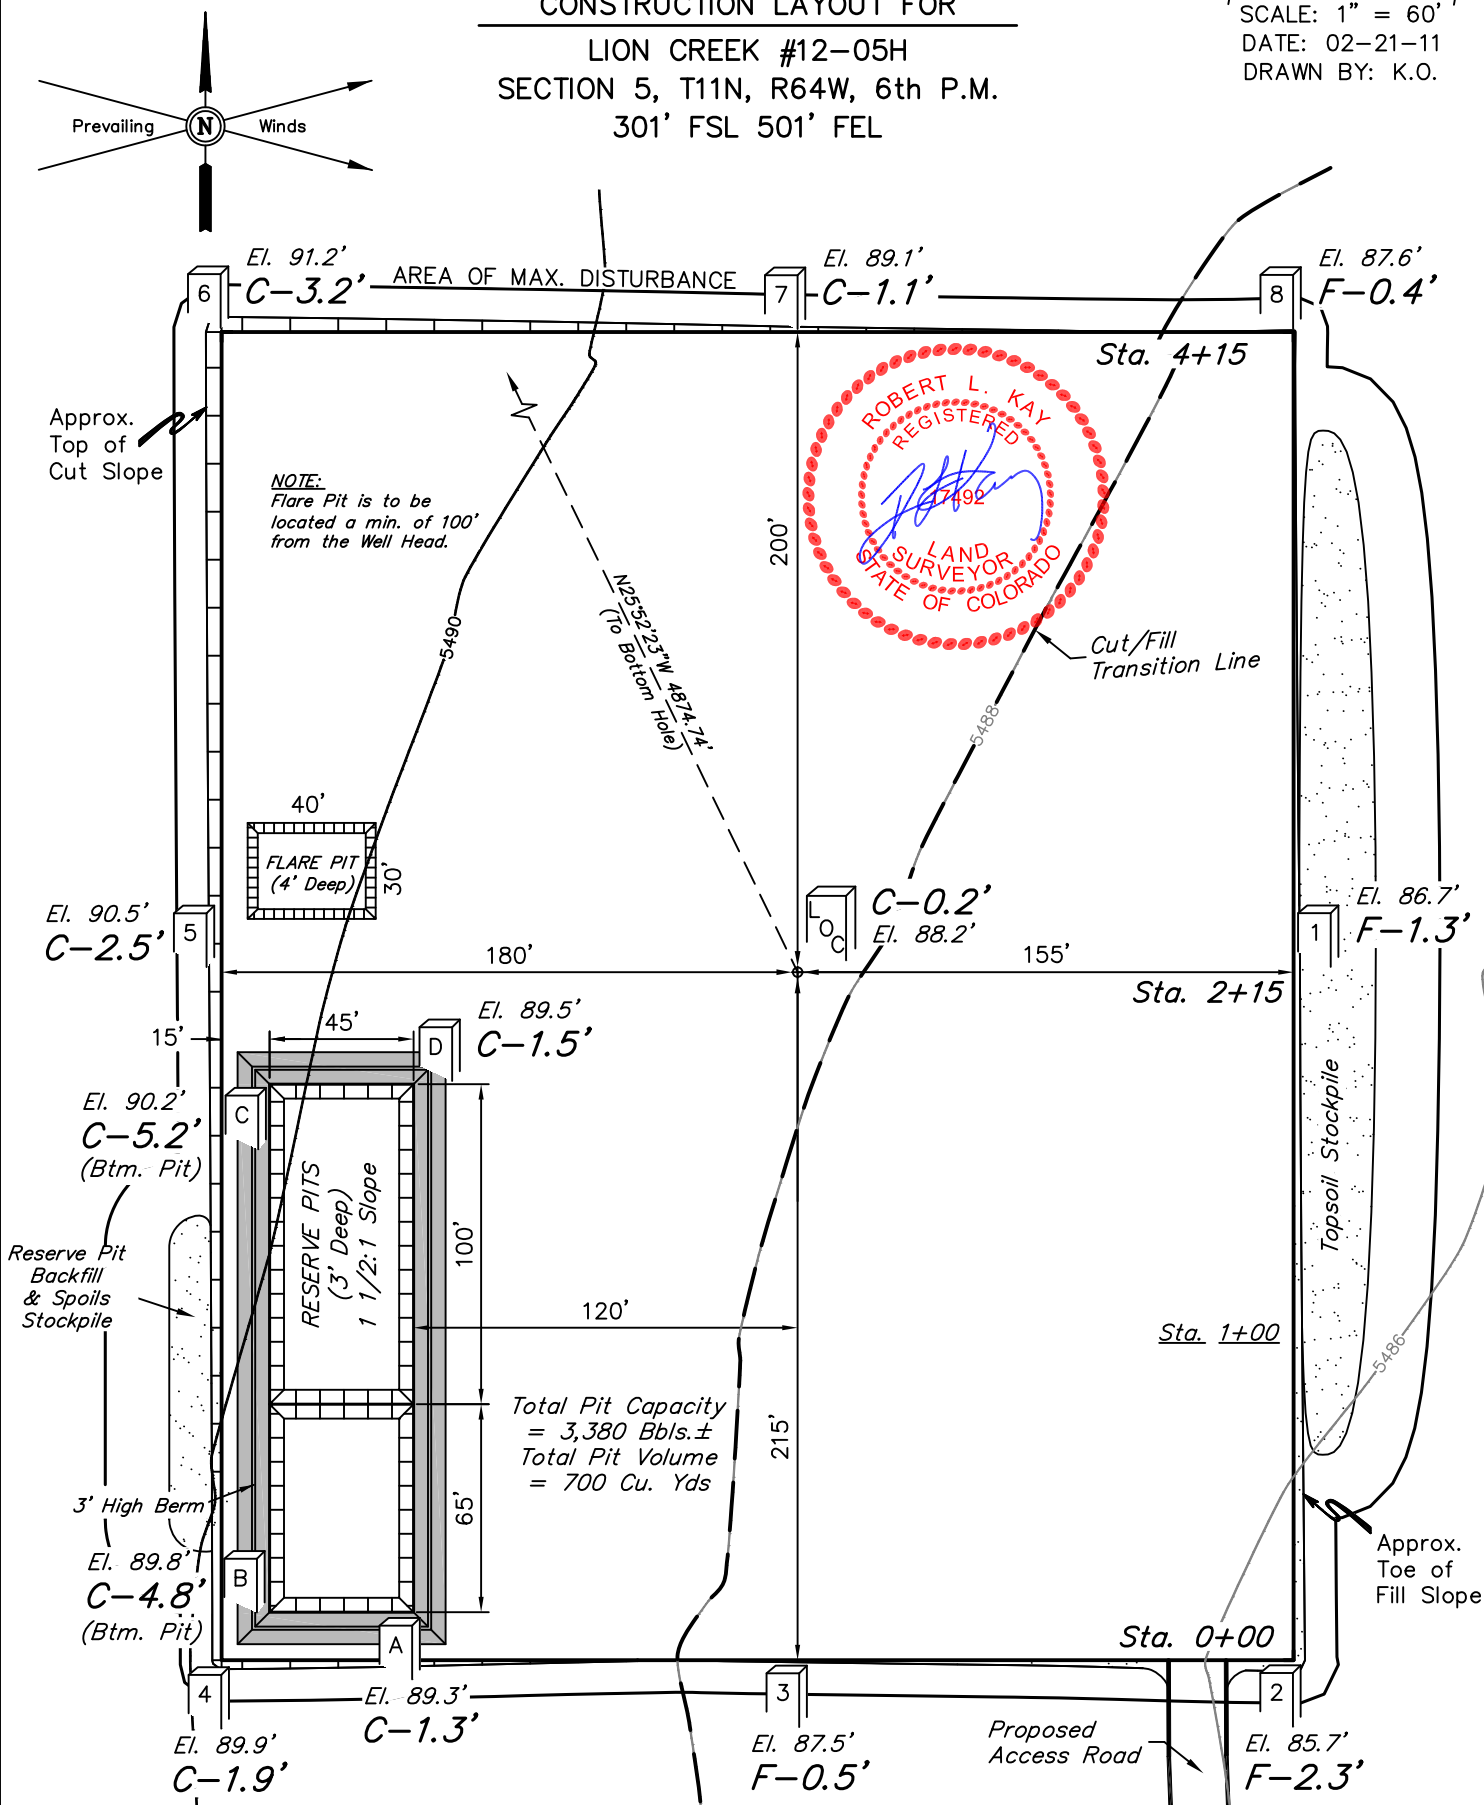 CONSTRUCTION LAYOUT FOR
LION CREEK #12-05H
SECTION 5, T11N, R64W, 6th P.M.
301' FSL 501' FEL
SCALE: 1" = 60'
DATE: 02-21-11
DRAWN BY: K.O.
Prevailing
N
Winds
El. 91.2'
C-3.2'
6
AREA OF MAX. DISTURBANCE
7
El. 89.1'
C-1.1'
8
El. 87.6'
F-0.4'
Sta. 4+15
ROBERT L. KAY
REGISTERED
17492
LAND
SURVEYOR
STATE OF COLORADO
Approx.
Top of
Cut Slope
NOTE:
Flare Pit is to be
located a min. of 100'
from the Well Head.
200'
N25°52'23"W 4874.74'
(To Bottom Hole)
5490
Cut/Fill
Transition Line
5488
40'
FLARE PIT
(4' Deep)
30'
El. 90.5'
C-2.5'
5
LOC
C-0.2'
El. 88.2'
1
El. 86.7'
F-1.3'
180'
155'
Sta. 2+15
15'
45'
D
El. 89.5'
C-1.5'
El. 90.2'
C-5.2'
(Btm. Pit)
C
RESERVE PITS
(3' Deep)
1 1/2:1 Slope
100'
Topsoil Stockpile
Reserve Pit
Backfill
& Spoils
Stockpile
120'
Sta. 1+00
5486
Total Pit Capacity
= 3,380 Bbls.±
Total Pit Volume
= 700 Cu. Yds
215'
65'
3' High Berm
El. 89.8'
C-4.8'
(Btm. Pit)
B
Approx.
Toe of
Fill Slope
A
Sta. 0+00
4
El. 89.3'
C-1.3'
3
2
El. 89.9'
C-1.9'
El. 87.5'
F-0.5'
Proposed
Access Road
El. 85.7'
F-2.3'